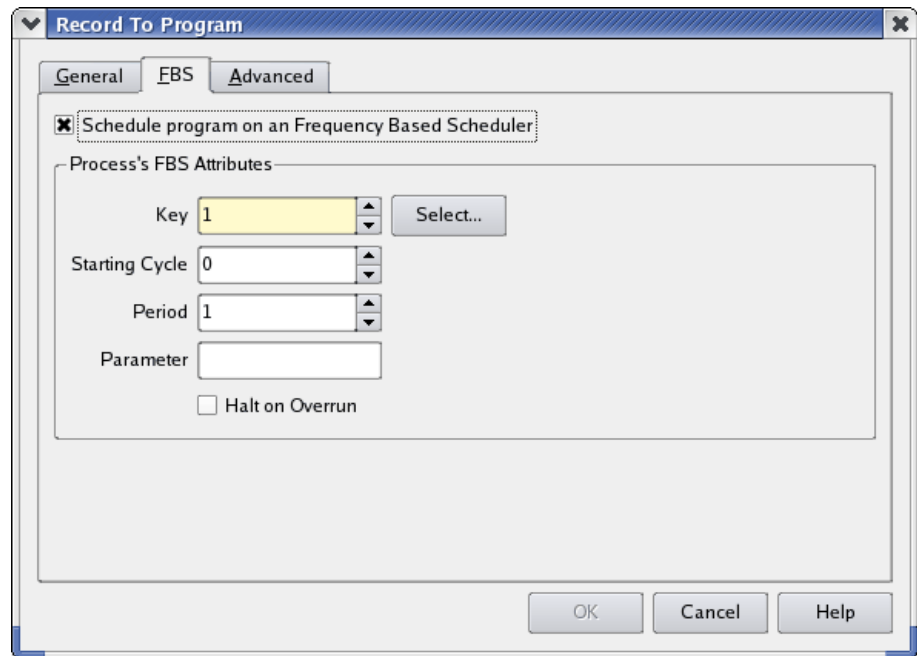 Record To Program
General FBS Advanced
Schedule program on an Frequency Based Scheduler
Process's FBS Attributes
Key 1 Select...
Starting Cycle 0
Period 1
Parameter
Halt on Overrun
OK Cancel Help